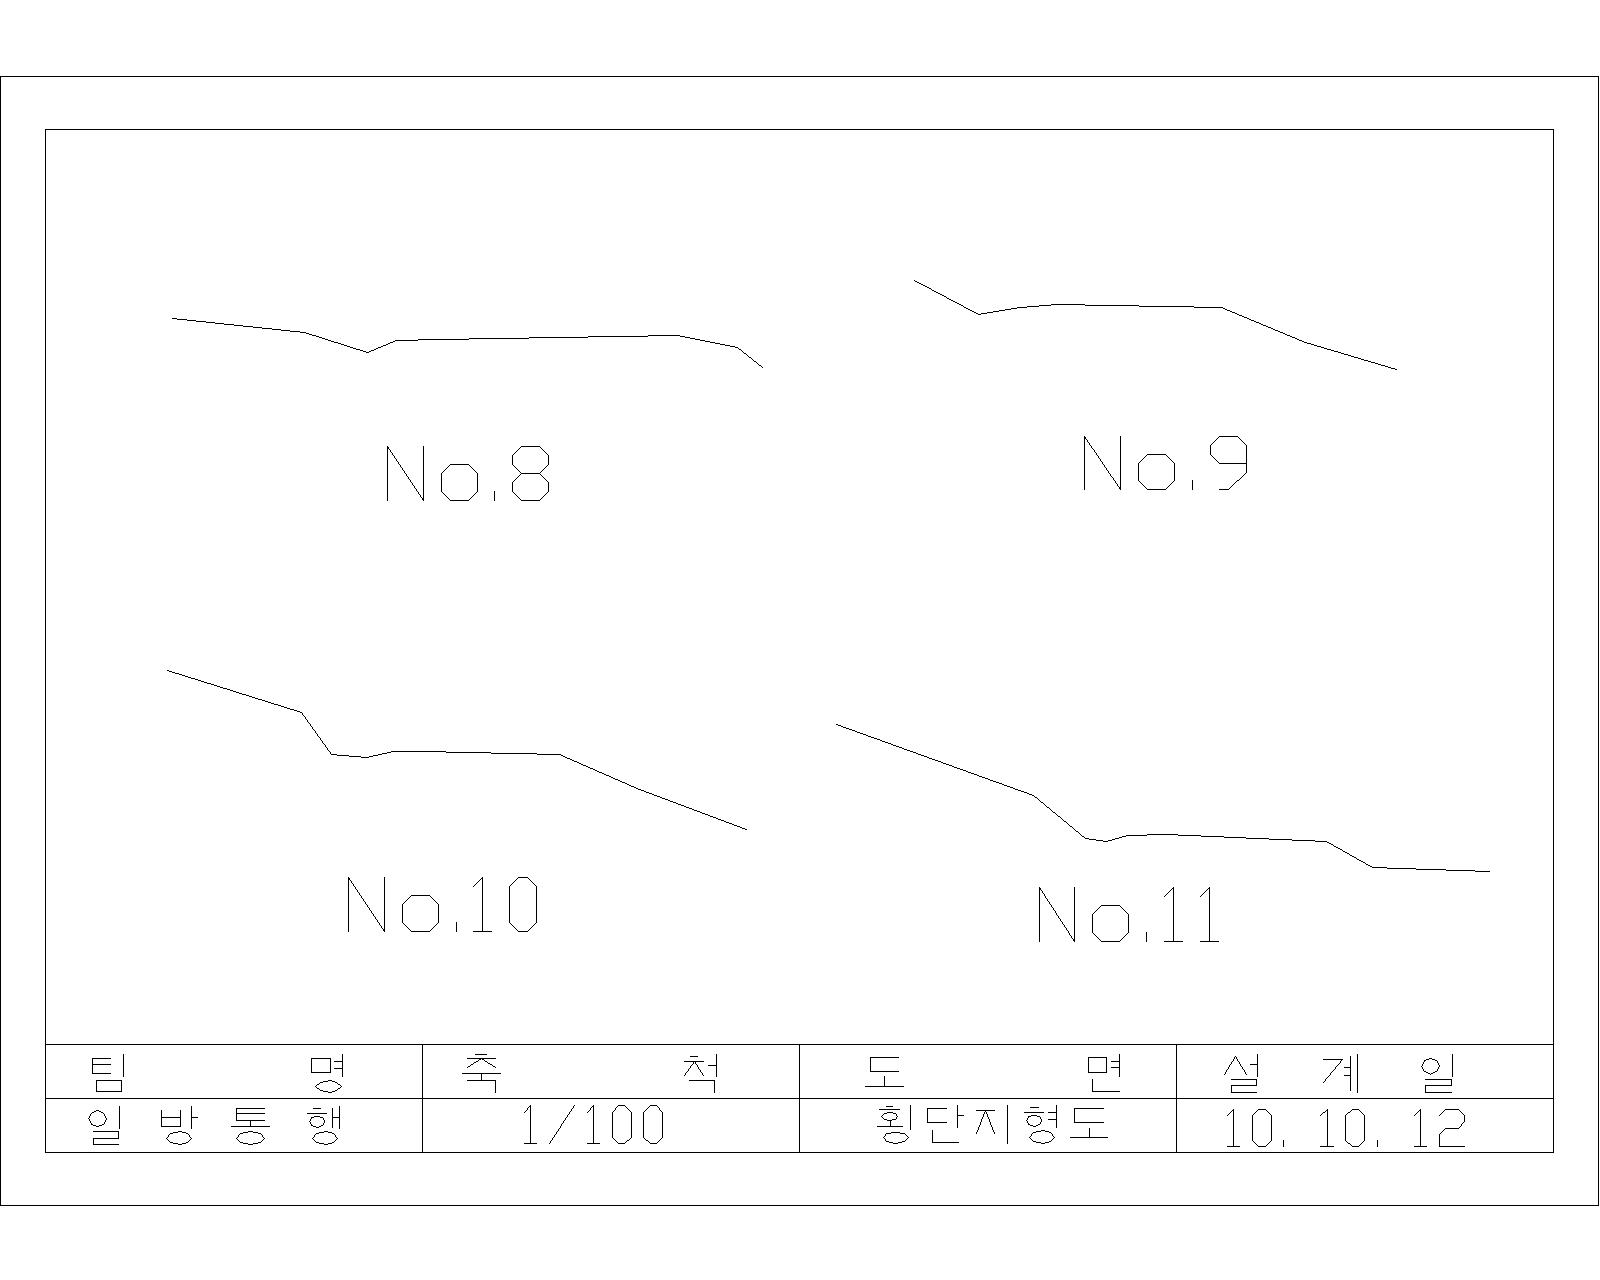 No.8
No.9
No.10
No.11
팀 명 축 척 도 면 설 계 일
일 방 통 행 1/100 횡단지형도 10. 10. 12